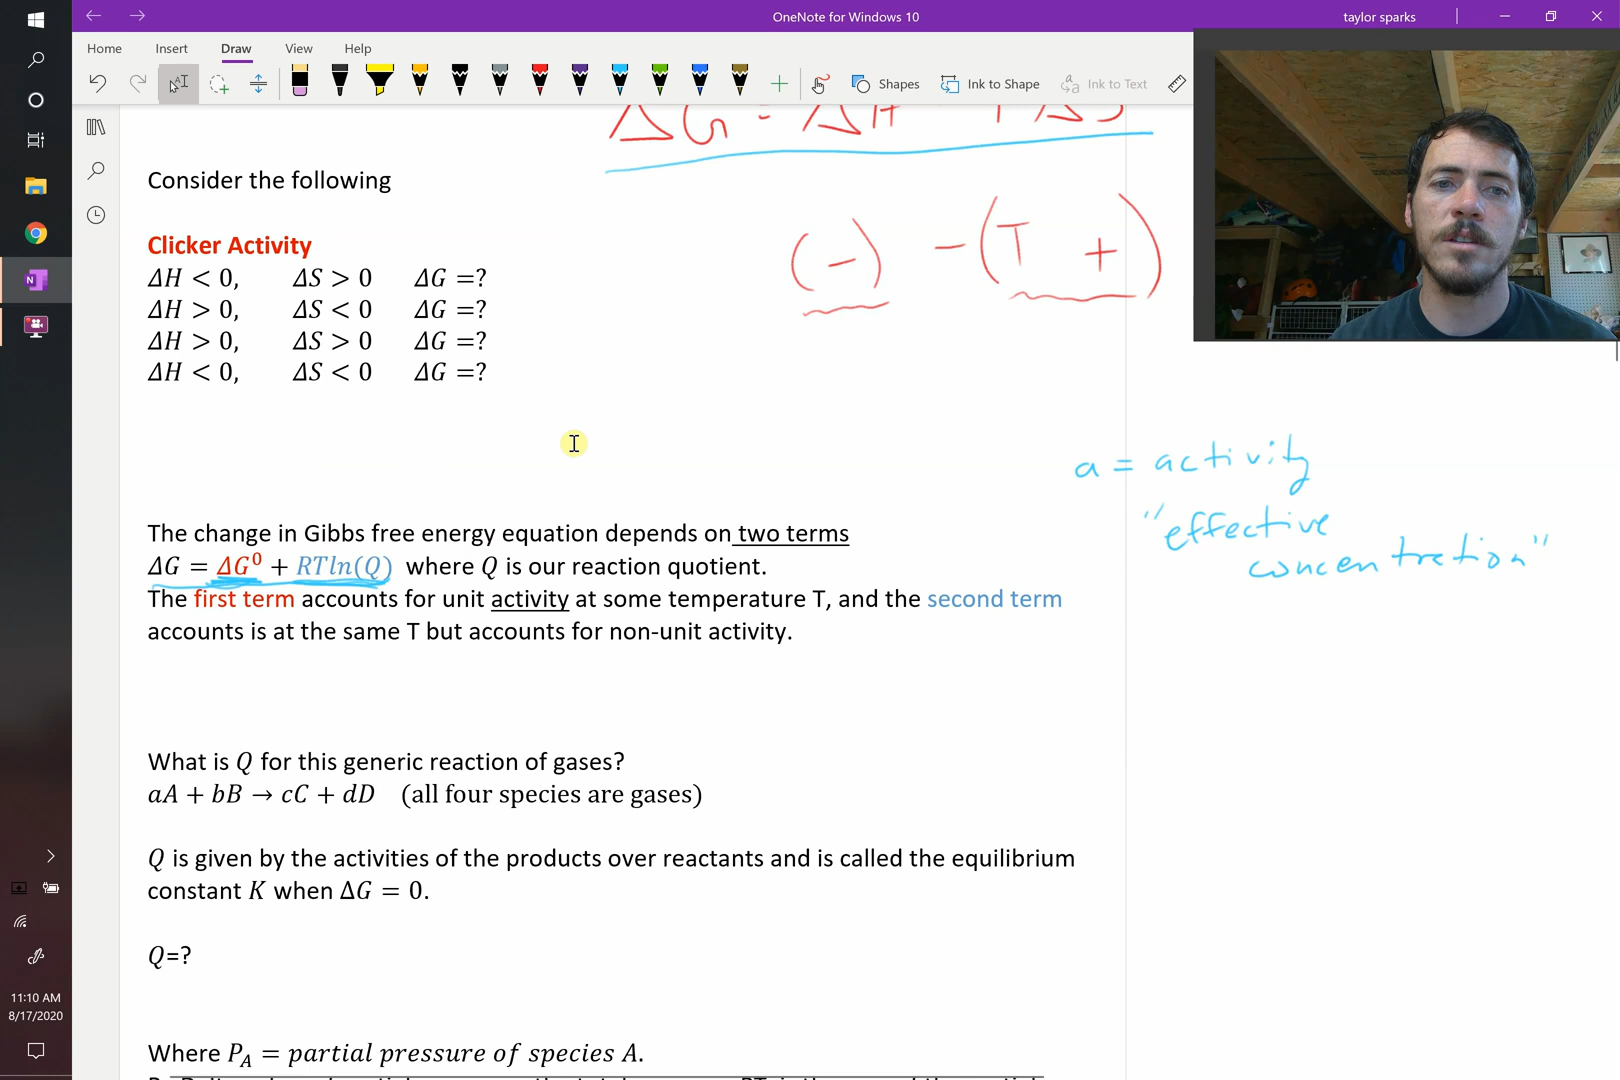 OneNote for Windows 10
taylor sparks
Home Insert Draw View Help
Shapes Ink to Shape Ink to Text
ΔG = ΔH - TΔS
Consider the following
(-) - (T +)
Clicker Activity
ΔH < 0, ΔS > 0 ΔG =?
ΔH > 0, ΔS < 0 ΔG =?
ΔH > 0, ΔS > 0 ΔG =?
ΔH < 0, ΔS < 0 ΔG =?
a = activity
"effective
concentration"
The change in Gibbs free energy equation depends on two terms
ΔG = ΔG⁰ + RTln(Q) where Q is our reaction quotient.
The first term accounts for unit activity at some temperature T, and the second term
accounts is at the same T but accounts for non-unit activity.
What is Q for this generic reaction of gases?
aA + bB → cC + dD (all four species are gases)
Q is given by the activities of the products over reactants and is called the equilibrium
constant K when ΔG = 0.
Q=?
Where P_A = partial pressure of species A.
11:10 AM
8/17/2020